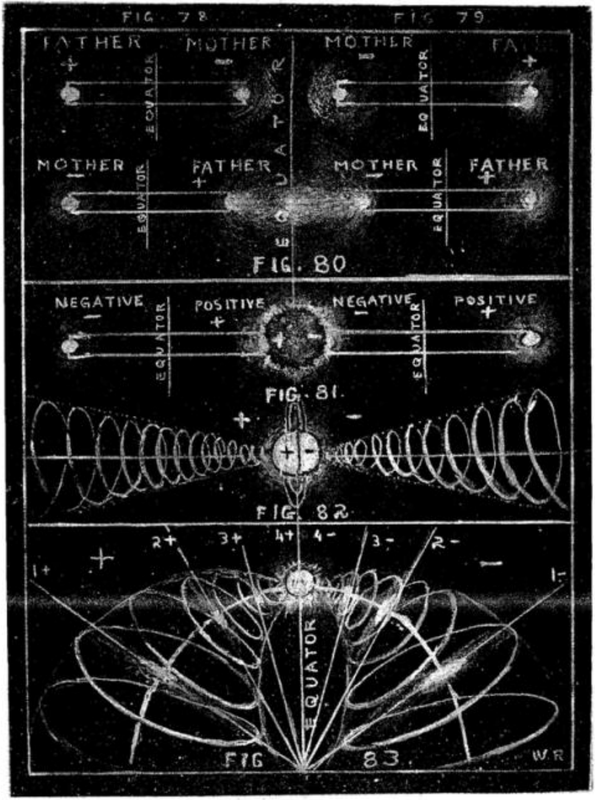 FIG. 78 FIG 79
FATHER MOTHER MOTHER
+ - - +
EQUATOR EQUATOR EQUATOR
MOTHER FATHER MOTHER FATHER
- + - +
EQUATOR EQUATOR
FIG. 80
NEGATIVE POSITIVE NEGATIVE POSITIVE
- + - +
EQUATOR + - EQUATOR
FIG. 81
+ -
+ -
FIG. 82
1+ + 2+ 3+ 4+ 4- 3- 2- - 1-
EQUATOR
FIG 83
W.R